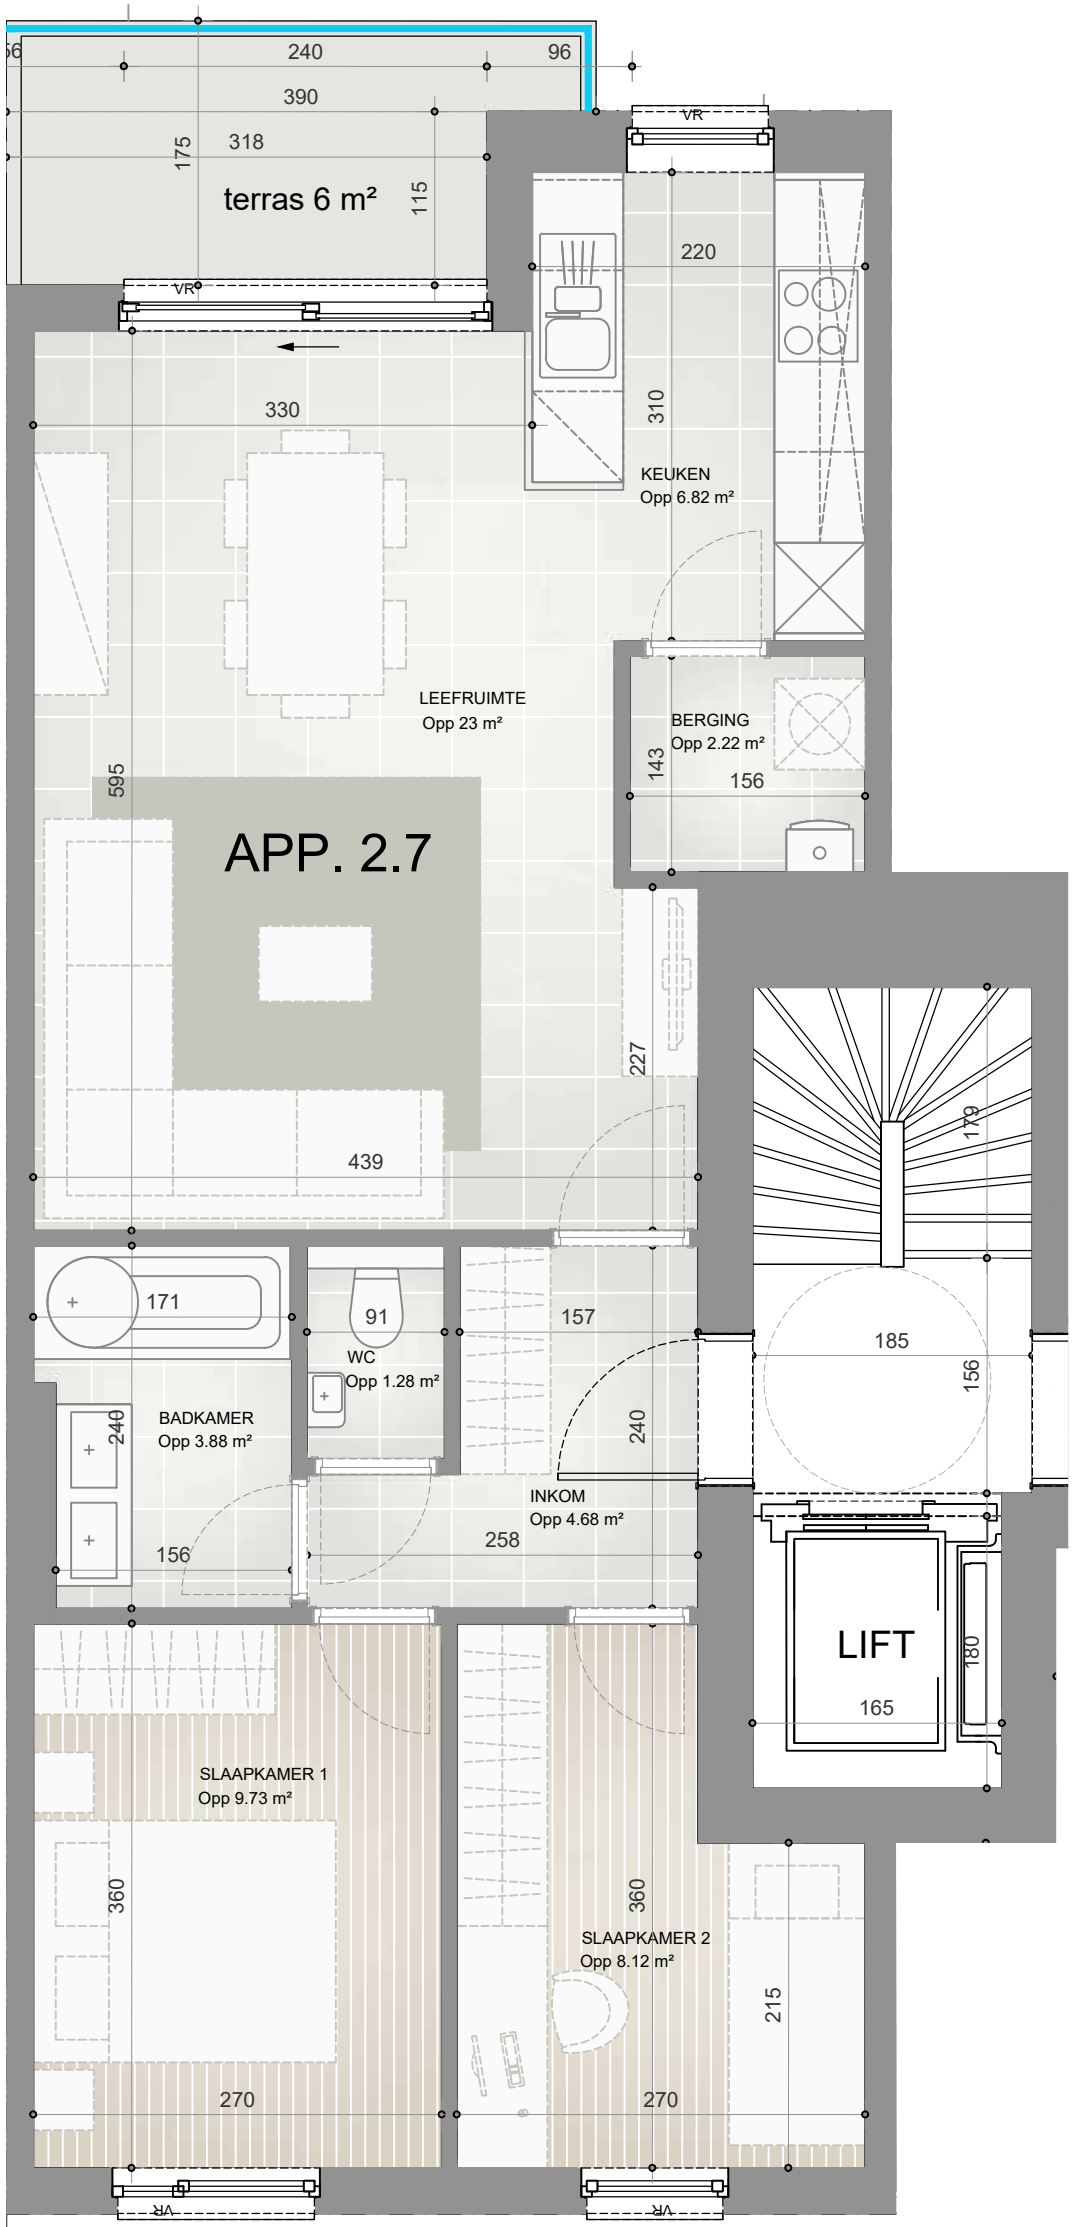 56
240
96
390
VR
175
318
115
terras 6 m²
220
VR
330
310
KEUKEN
Opp 6.82 m²
LEEFRUIMTE
Opp 23 m²
BERGING
Opp 2.22 m²
143
156
595
APP. 2.7
227
179
439
171
91
157
185
156
WC
Opp 1.28 m²
BADKAMER
Opp 3.88 m²
240
240
INKOM
Opp 4.68 m²
156
258
LIFT
180
165
SLAAPKAMER 1
Opp 9.73 m²
360
360
SLAAPKAMER 2
Opp 8.12 m²
215
270
270
VR
VR